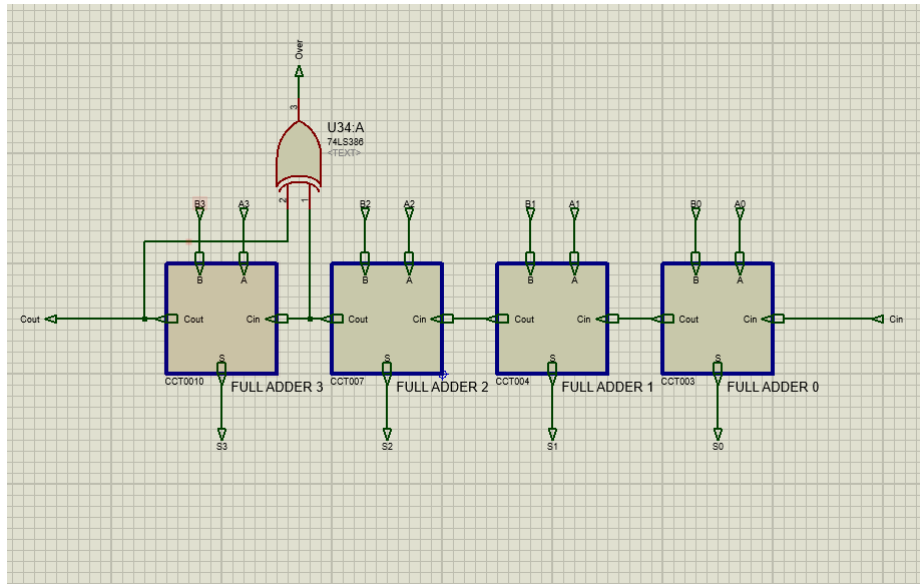 Over
3
U34:A
74LS386
<TEXT>
2
1
B3
A3
B2
A2
B1
A1
B0
A0
B
A
B
A
B
A
B
A
Cout
Cout
Cin
Cout
Cin
Cout
Cin
Cout
Cin
Cin
S
S
S
S
CCT0010
FULL ADDER 3
CCT007
FULL ADDER 2
CCT004
FULL ADDER 1
CCT003
FULL ADDER 0
S3
S2
S1
S0